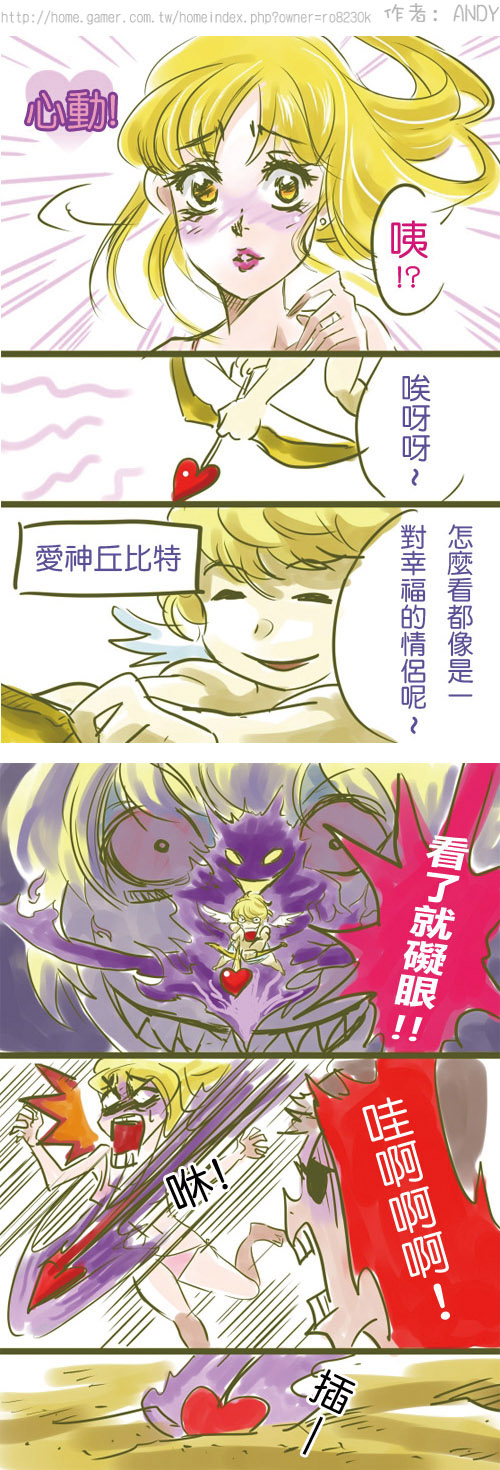 http://home.gamer.com.tw/homeindex.php?owner=ro8230k 作者: ANDY
心動!
咦
!?
唉呀呀~
愛神丘比特
怎麼看都像是一
對幸福的情侶呢~
看了就礙眼!!
咻!
哇啊啊啊!
插—